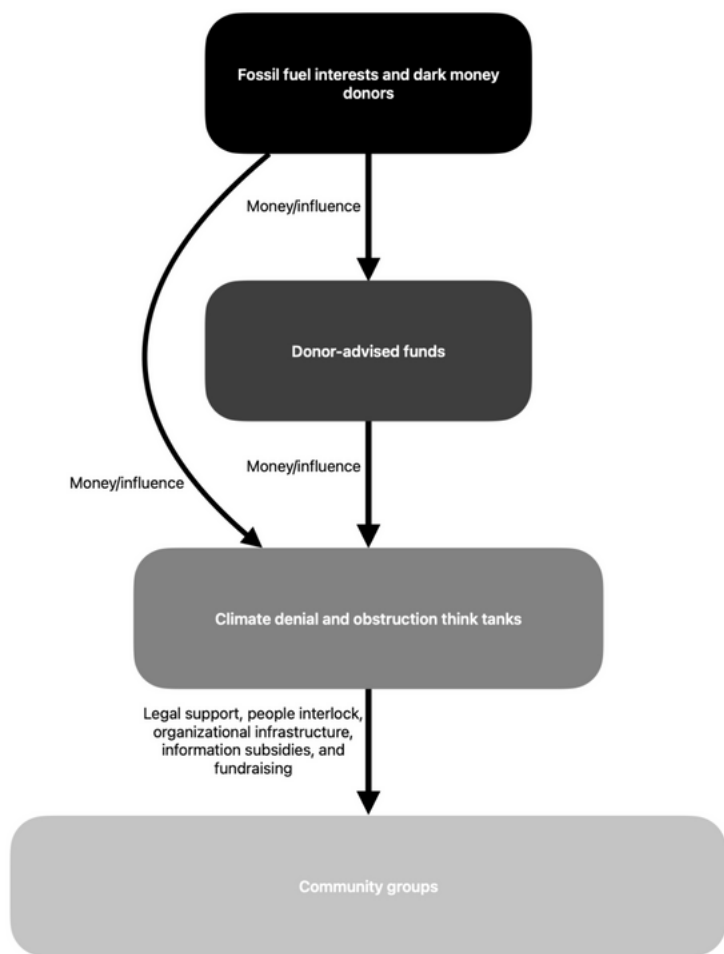 Fossil fuel interests and dark money
donors
Money/influence
Donor-advised funds
Money/influence
Money/influence
Climate denial and obstruction think tanks
Legal support, people interlock,
organizational infrastructure,
information subsidies, and
fundraising
Community groups